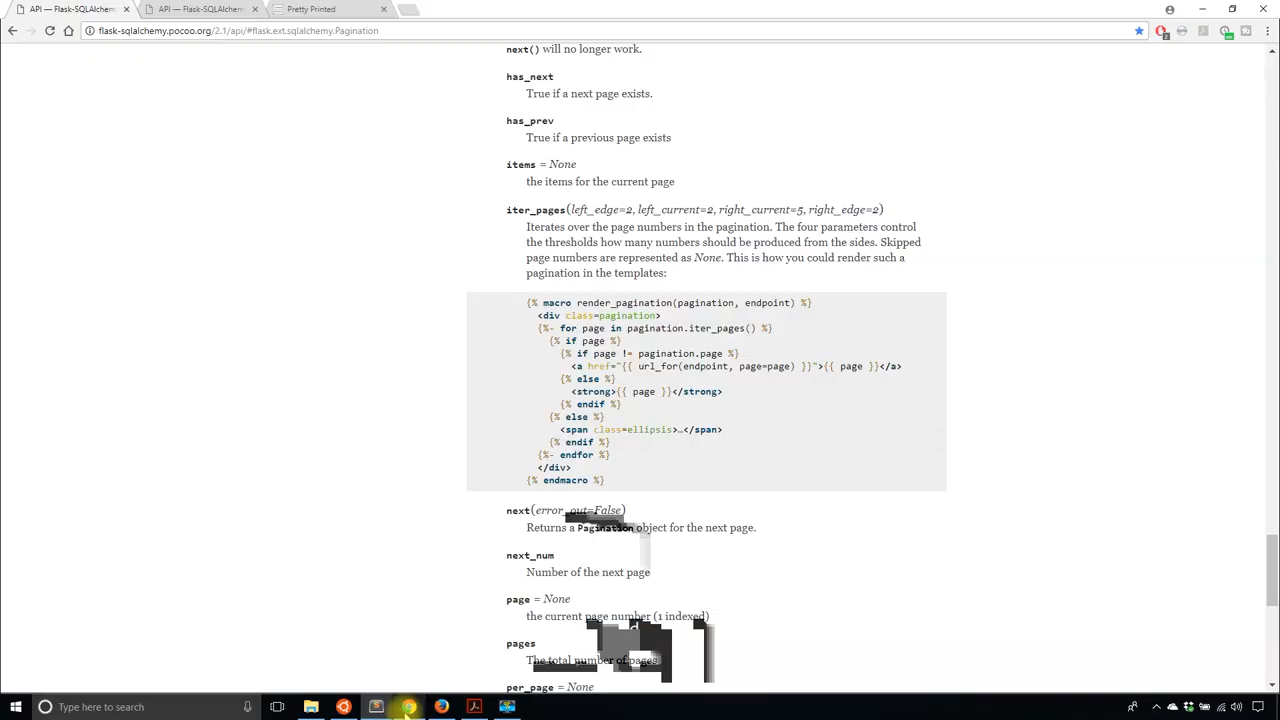 API — Flask-SQLAlchem
API — Flask-SQLAlchem
Pretty Printed
flask-sqlalchemy.pocoo.org/2.1/api/#flask.ext.sqlalchemy.Pagination
next() will no longer work.
has_next
True if a next page exists.
has_prev
True if a previous page exists
items = None
the items for the current page
iter_pages(left_edge=2, left_current=2, right_current=5, right_edge=2)
Iterates over the page numbers in the pagination. The four parameters control
the thresholds how many numbers should be produced from the sides. Skipped
page numbers are represented as None. This is how you could render such a
pagination in the templates:
{% macro render_pagination(pagination, endpoint) %}
<div class=pagination>
{%- for page in pagination.iter_pages() %}
{% if page %}
{% if page != pagination.page %}
<a href="{{ url_for(endpoint, page=page) }}">{{ page }}</a>
{% else %}
<strong>{{ page }}</strong>
{% endif %}
{% else %}
<span class=ellipsis>…</span>
{% endif %}
{%- endfor %}
</div>
{% endmacro %}
next(error_out=False)
Returns a Pagination object for the next page.
next_num
Number of the next page
page = None
the current page number (1 indexed)
pages
The total number of pages
per_page = None
Type here to search